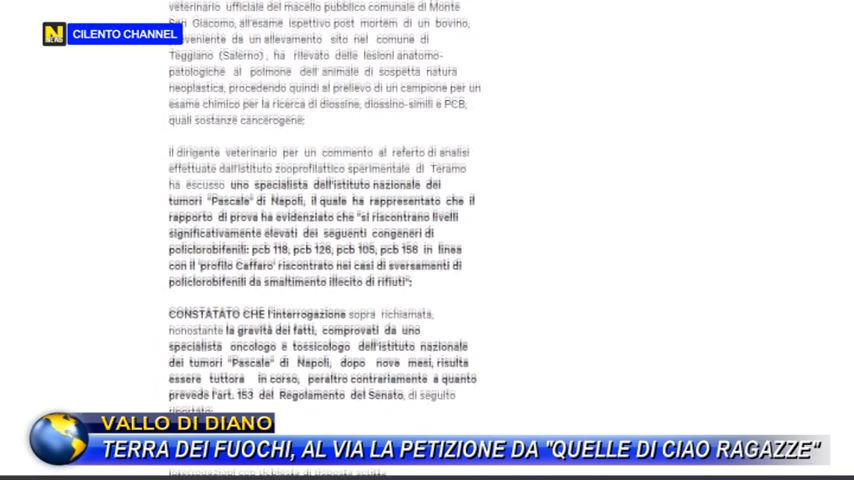 veterinario ufficiale del macello pubblico comunale di Monte
San Giacomo, all'esame ispettivo post mortem di un bovino,
CILENTO CHANNEL
proveniente da un allevamento sito nel comune di
Teggiano (Salerno), ha rilevato delle lesioni anatomo-
patologiche al polmone dell'animale di sospetta natura
neoplastica, procedendo quindi al prelievo di un campione per un
esame chimico per la ricerca di diossine, diossino-simili e PCB,
quali sostanze cancerogene;
il dirigente veterinario per un commento al referto di analisi
effettuate dall'istituto zooprofilattico sperimentale di Teramo
ha escusso uno specialista dell'istituto nazionale dei
tumori "Pascale" di Napoli, il quale ha rappresentato che il
rapporto di prova ha evidenziato che "si riscontrano livelli
significativamente elevati dei seguenti congeneri di
policlorobifenili: pcb 118, pcb 126, pcb 105, pcb 156 in linea
con il 'profilo Caffaro' riscontrato nei casi di sversamenti di
policlorobifenili da smaltimento illecito di rifiuti";
CONSTATATO CHE l'interrogazione sopra richiamata,
nonostante la gravità dei fatti, comprovati da uno
specialista oncologo e tossicologo dell'istituto nazionale
dei tumori "Pascale" di Napoli, dopo nove mesi, risulta
essere tuttora in corso, peraltro contrariamente a quanto
prevede l'art. 153 del Regolamento del Senato, di seguito
riportato:
VALLO DI DIANO
TERRA DEI FUOCHI, AL VIA LA PETIZIONE DA "QUELLE DI CIAO RAGAZZE"
interrogazioni con richiesta di risposta scritta